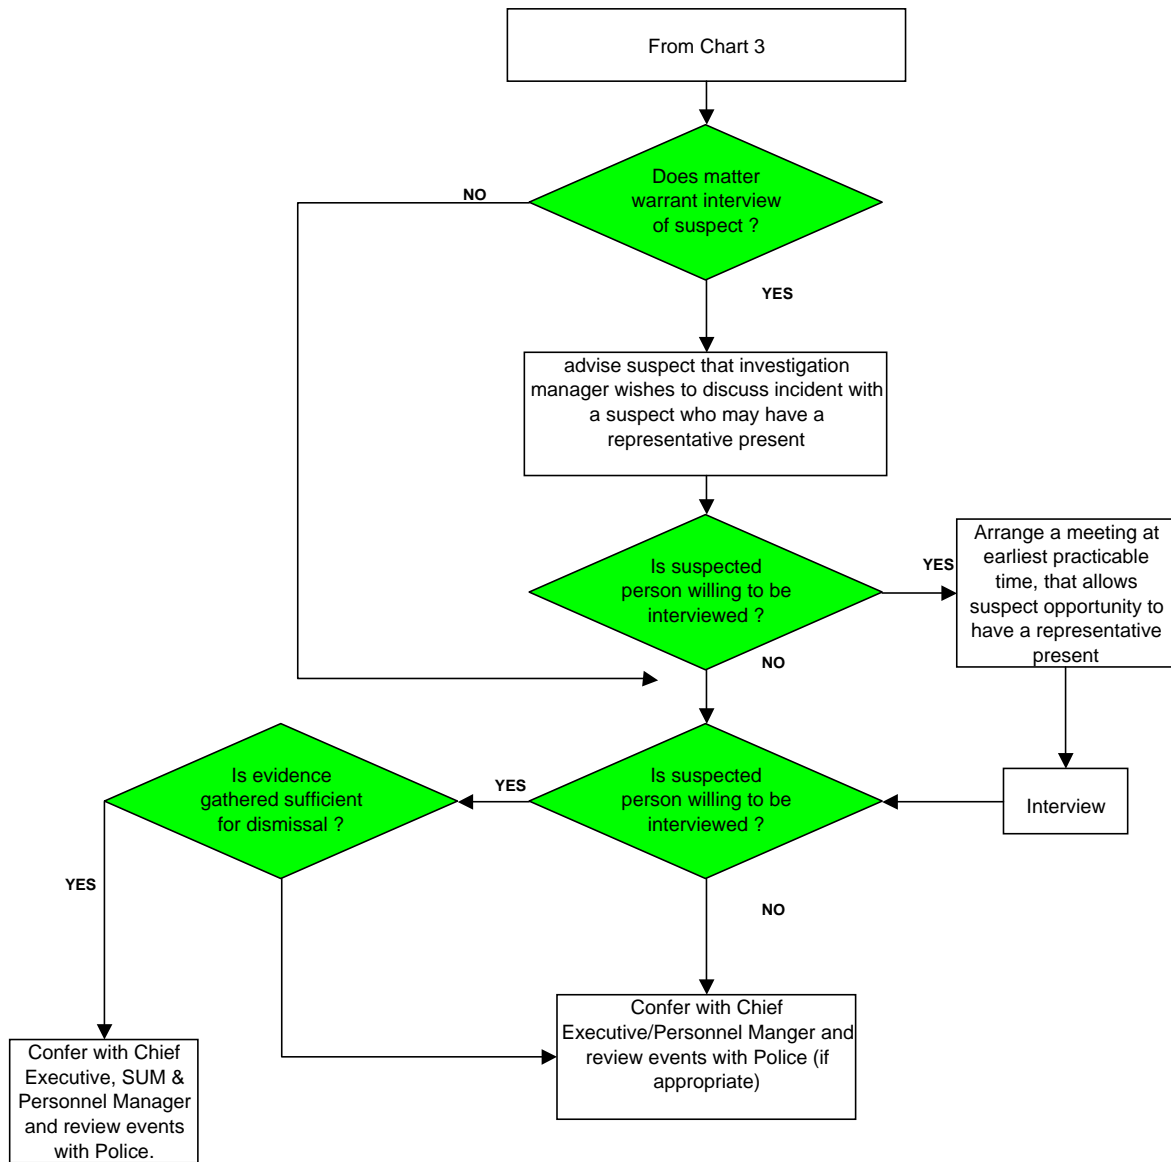 From Chart 3
Does matter
warrant interview
of suspect ?
NO
YES
advise suspect that investigation
manager wishes to discuss incident with
a suspect who may have a
representative present
Is suspected
person willing to be
interviewed ?
YES
NO
Arrange a meeting at
earliest practicable
time, that allows
suspect opportunity to
have a representative
present
Is evidence
gathered sufficient
for dismissal ?
YES
Is suspected
person willing to be
interviewed ?
Interview
YES
NO
Confer with Chief
Executive/Personnel Manger and
review events with Police (if
appropriate)
Confer with Chief
Executive, SUM &
Personnel Manager
and review events
with Police.